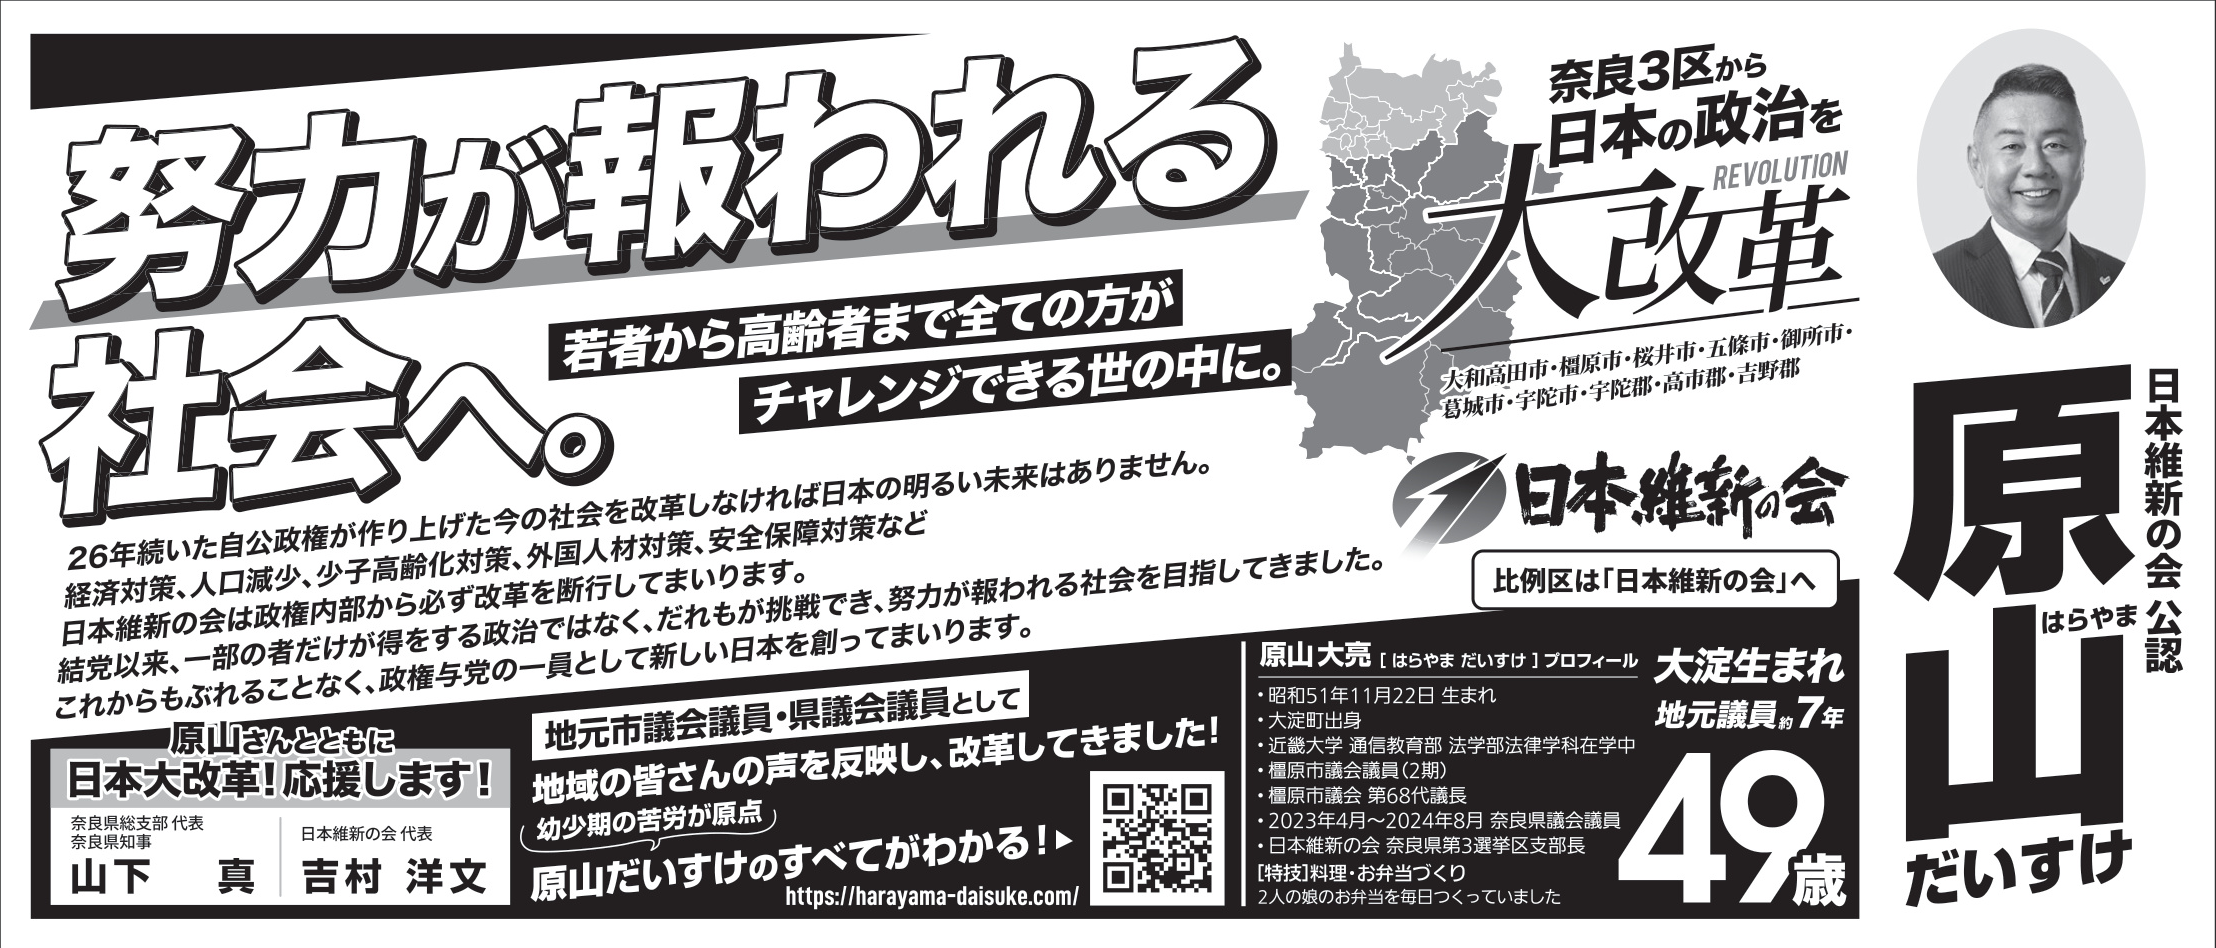 努力が報われる
社会へ。
若者から高齢者まで全ての方が
チャレンジできる世の中に。
26年続いた自公政権が作り上げた今の社会を改革しなければ日本の明るい未来はありません。
経済対策、人口減少、少子高齢化対策、外国人材対策、安全保障対策など
日本維新の会は政権内部から必ず改革を断行してまいります。
結党以来、一部の者だけが得をする政治ではなく、だれもが挑戦でき、努力が報われる社会を目指してきました。
これからもぶれることなく、政権与党の一員として新しい日本を創ってまいります。
奈良3区から
日本の政治を
REVOLUTION
大改革
大和高田市・橿原市・桜井市・五條市・御所市・
葛城市・宇陀市・宇陀郡・高市郡・吉野郡
日本維新の会
比例区は「日本維新の会」へ
原山さんとともに
日本大改革!応援します!
奈良県総支部 代表
奈良県知事
山下 真
日本維新の会 代表
吉村 洋文
地元市議会議員・県議会議員として
地域の皆さんの声を反映し、改革してきました!
幼少期の苦労が原点
原山だいすけのすべてがわかる!▶
https://harayama-daisuke.com/
原山大亮 [ はらやま だいすけ ] プロフィール
・昭和51年11月22日 生まれ
・大淀町出身
・近畿大学 通信教育部 法学部法律学科在学中
・橿原市議会議員(2期)
・橿原市議会 第68代議長
・2023年4月〜2024年8月 奈良県議会議員
・日本維新の会 奈良県第3選挙区支部長
[特技]料理・お弁当づくり
2人の娘のお弁当を毎日つくっていました
大淀生まれ
地元議員約7年
49歳
日本維新の会 公認
原山
はらやま
だいすけ